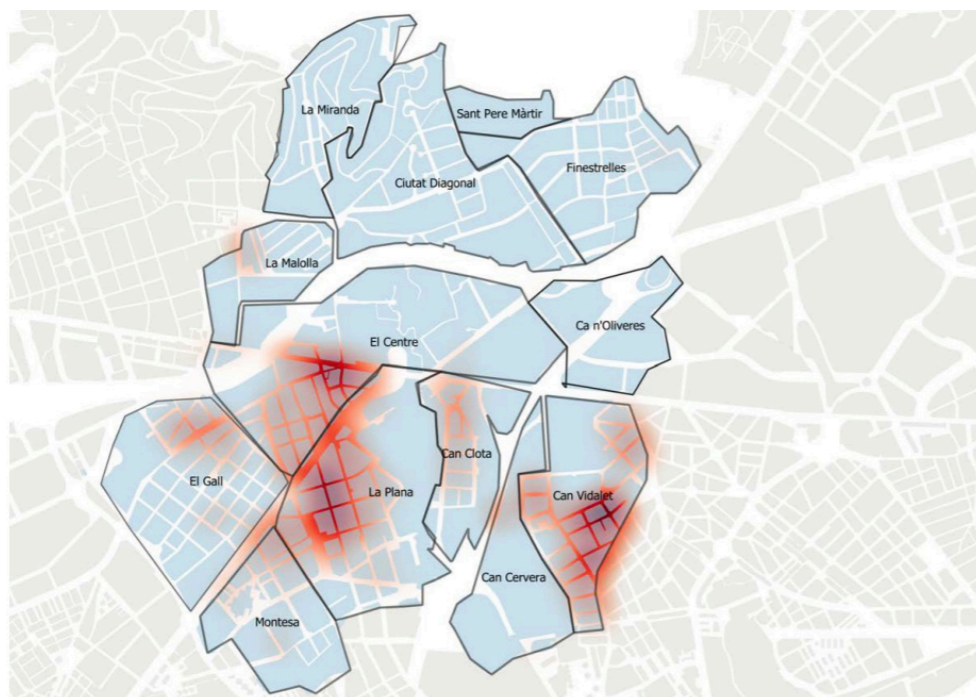 La Miranda
Sant Pere Màrtir
Finestrelles
Ciutat Diagonal
La Malolla
Ca n'Oliveres
El Centre
Can Clota
El Gall
La Plana
Can Vidalet
Can Cervera
Montesa